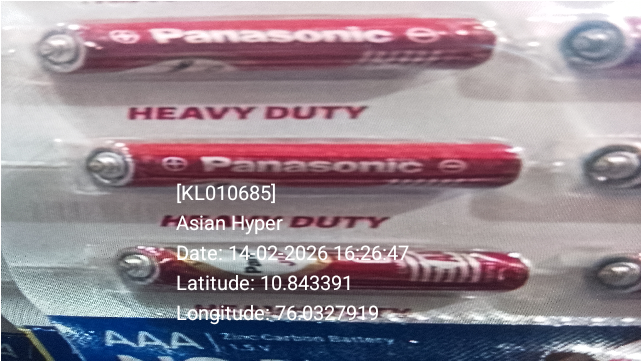 Panasonic
HEAVY DUTY
Panasonic
[KL010685]
HEAVY DUTY
Asian Hyper
Date: 14-02-2026 16:26:47
Latitude: 10.843391
Longitude: 76.0327919
AAA Zinc Carbon Battery